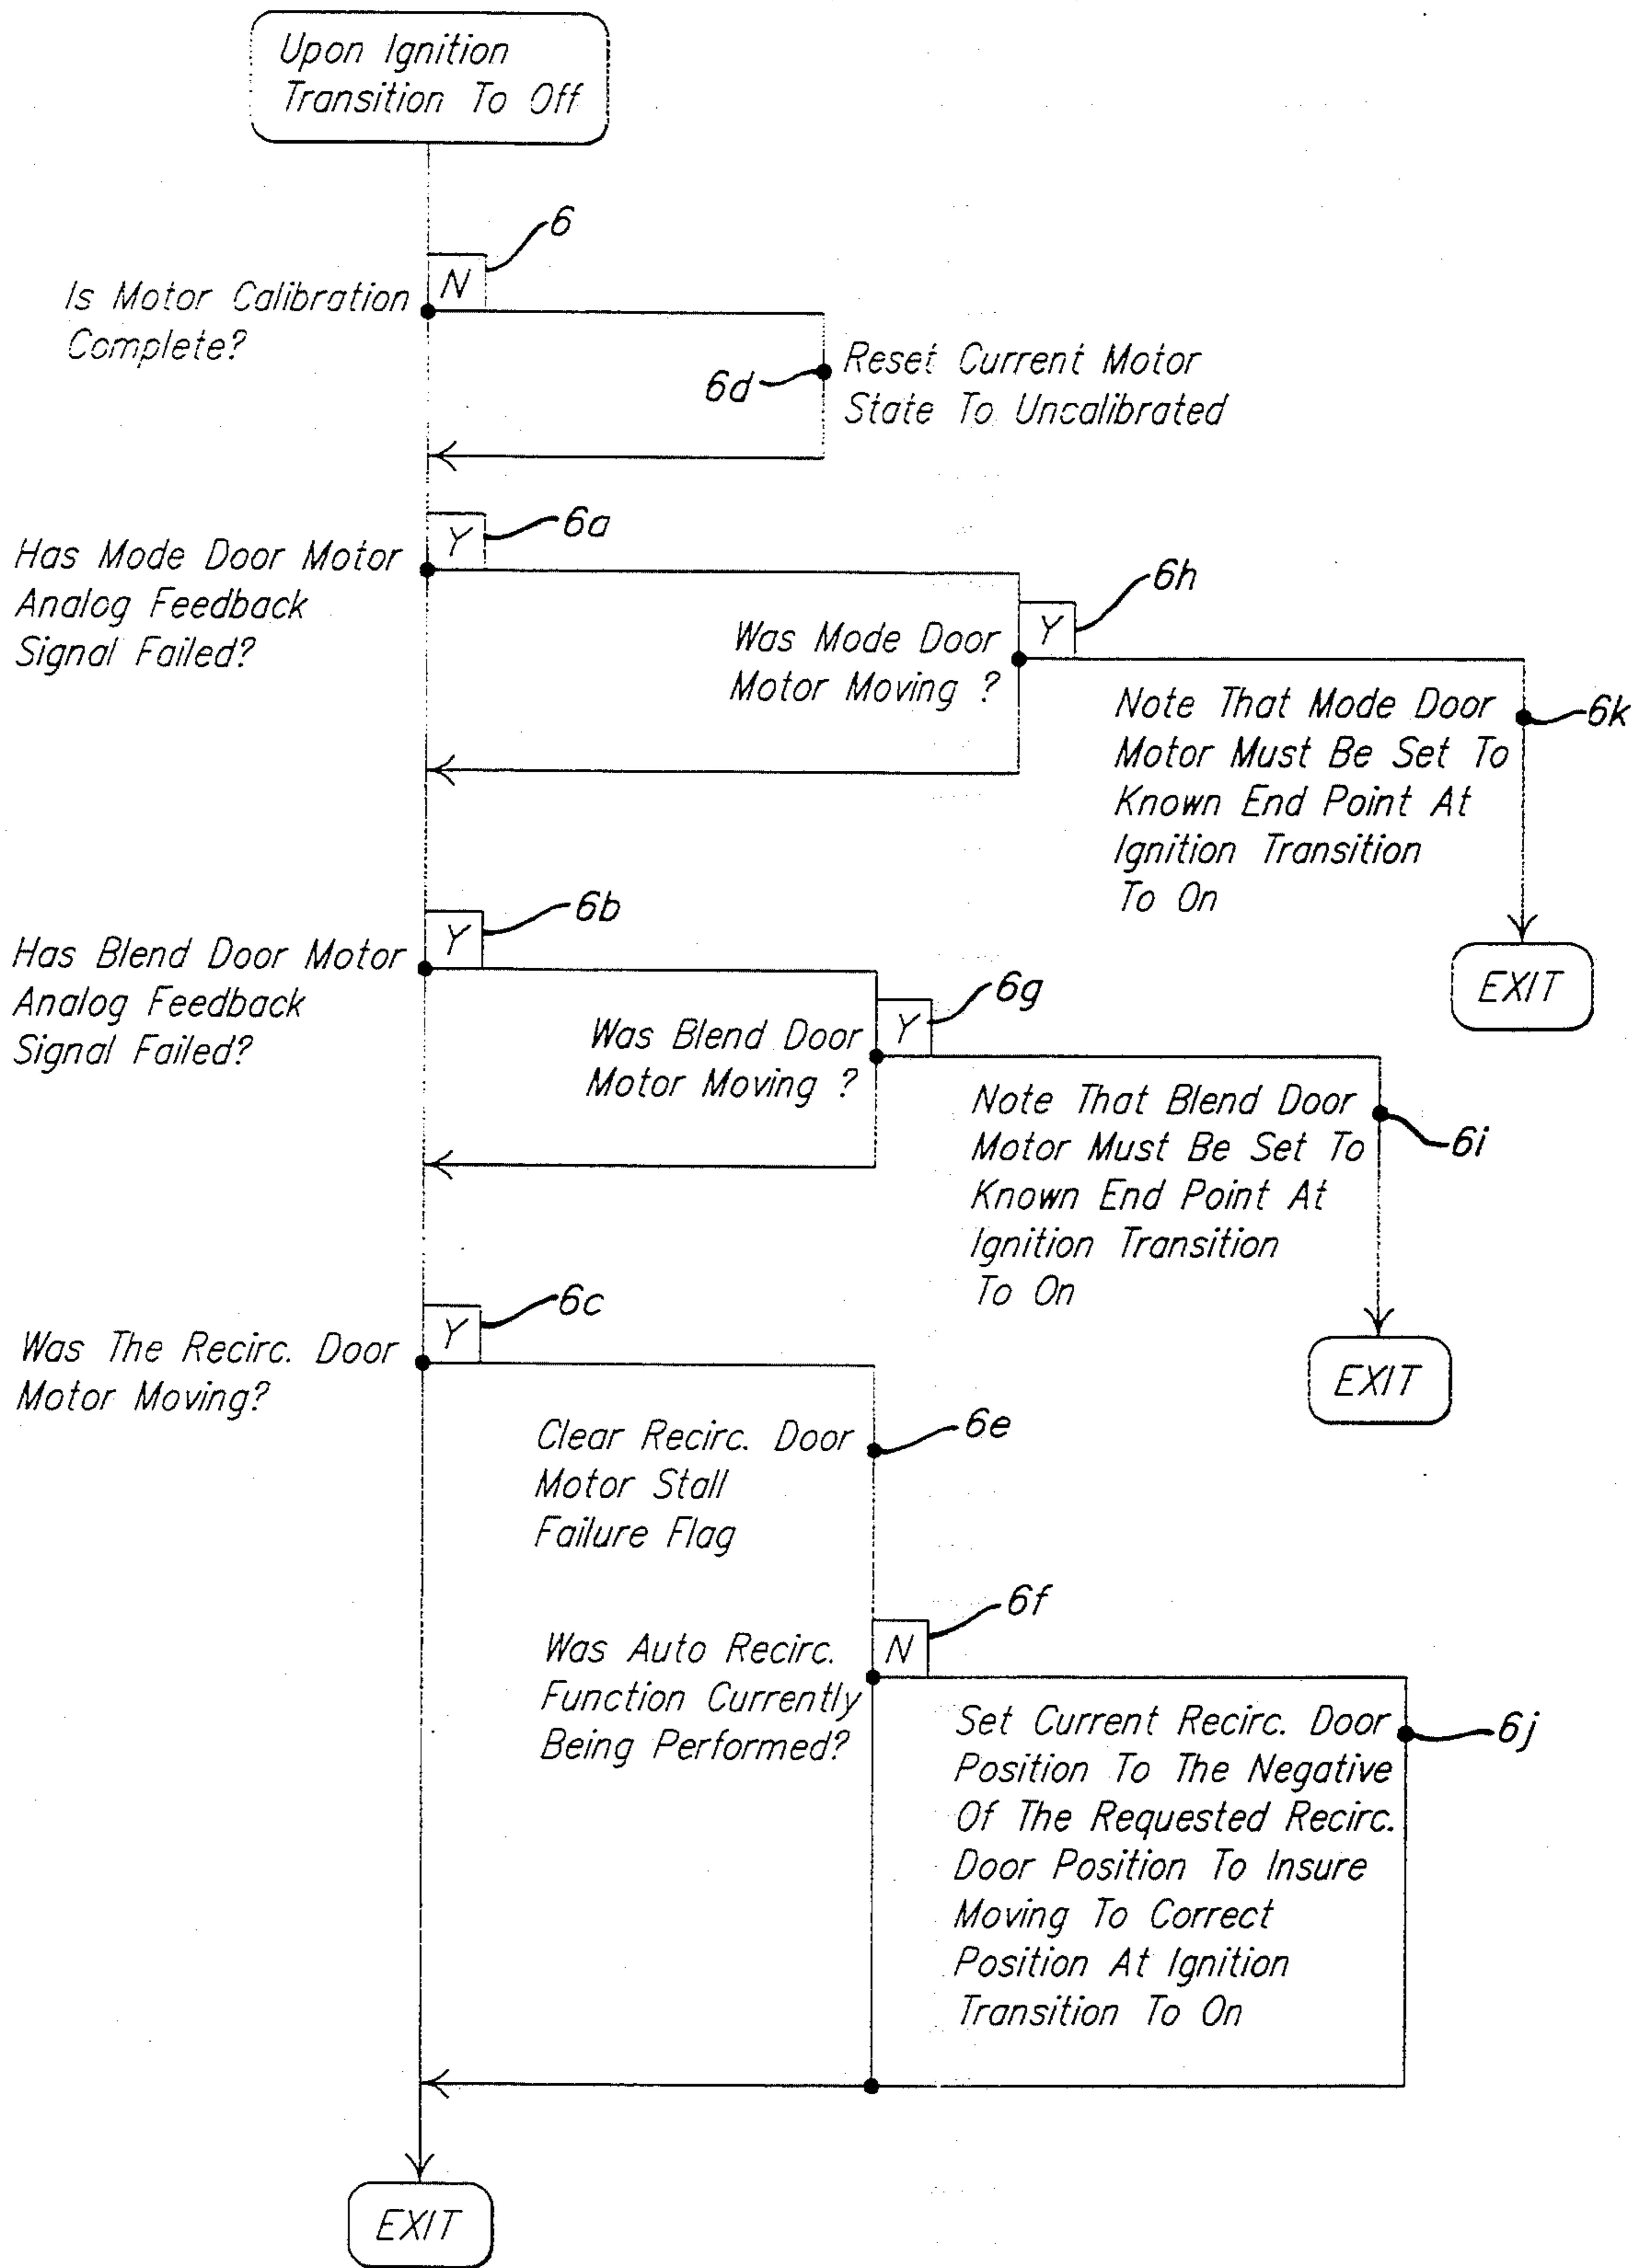 Upon Ignition
Transition To Off
6
N
Is Motor Calibration
Complete?
6d
Reset Current Motor
State To Uncalibrated
6a
Y
Has Mode Door Motor
Analog Feedback
Signal Failed?
6h
Y
Was Mode Door
Motor Moving ?
6k
Note That Mode Door
Motor Must Be Set To
Known End Point At
Ignition Transition
To On
EXIT
6b
Y
Has Blend Door Motor
Analog Feedback
Signal Failed?
6g
Y
Was Blend Door
Motor Moving ?
6i
Note That Blend Door
Motor Must Be Set To
Known End Point At
Ignition Transition
To On
EXIT
6c
Y
Was The Recirc. Door
Motor Moving?
6e
Clear Recirc. Door
Motor Stall
Failure Flag
6f
N
Was Auto Recirc.
Function Currently
Being Performed?
6j
Set Current Recirc. Door
Position To The Negative
Of The Requested Recirc.
Door Position To Insure
Moving To Correct
Position At Ignition
Transition To On
EXIT